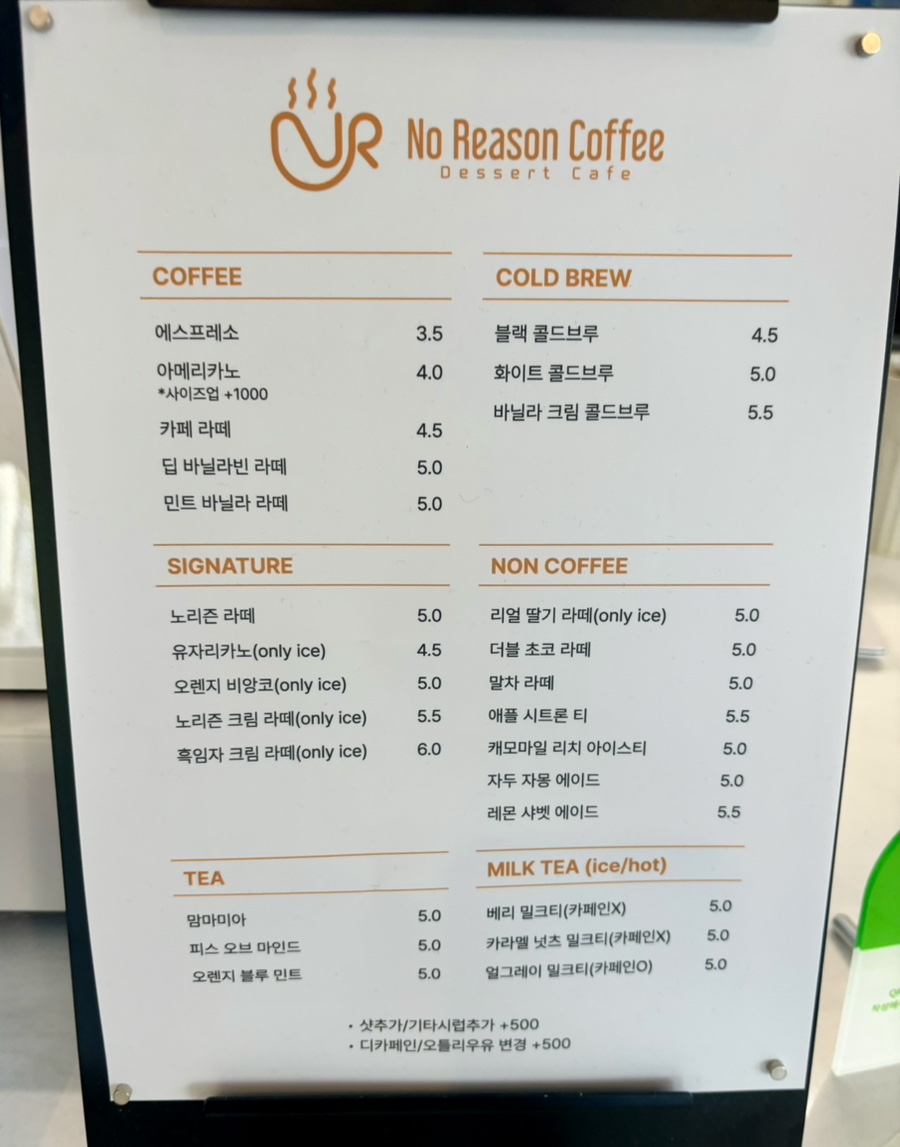 NR
No Reason Coffee
Dessert Cafe
COFFEE
에스프레소 3.5
아메리카노 4.0
*사이즈업 +1000
카페 라떼 4.5
딥 바닐라빈 라떼 5.0
민트 바닐라 라떼 5.0
COLD BREW
블랙 콜드브루 4.5
화이트 콜드브루 5.0
바닐라 크림 콜드브루 5.5
SIGNATURE
노리즌 라떼 5.0
유자리카노(only ice) 4.5
오렌지 비앙코(only ice) 5.0
노리즌 크림 라떼(only ice) 5.5
흑임자 크림 라떼(only ice) 6.0
NON COFFEE
리얼 딸기 라떼(only ice) 5.0
더블 초코 라떼 5.0
말차 라떼 5.0
애플 시트론 티 5.5
캐모마일 리치 아이스티 5.0
자두 자몽 에이드 5.0
레몬 샤벳 에이드 5.5
TEA
맘마미아 5.0
피스 오브 마인드 5.0
오렌지 블루 민트 5.0
MILK TEA (ice/hot)
베리 밀크티(카페인X) 5.0
카라멜 넛츠 밀크티(카페인X) 5.0
얼그레이 밀크티(카페인O) 5.0
• 샷추가/기타시럽추가 +500
• 디카페인/오틀리우유 변경 +500